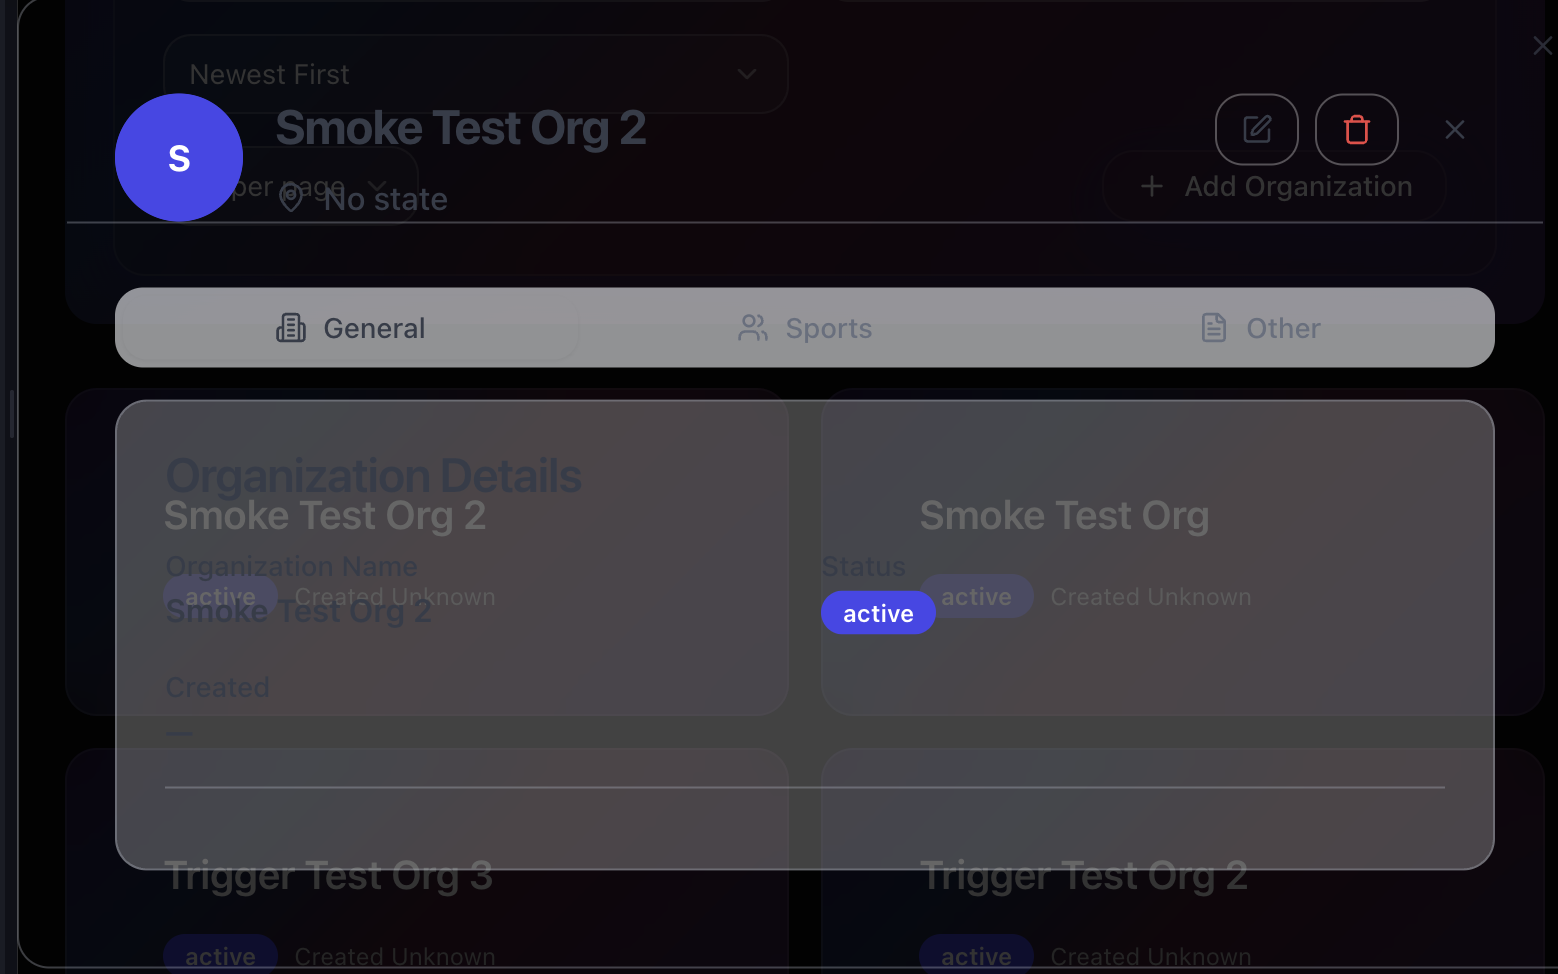 Newest First
S
Smoke Test Org 2
per page
No state
Add Organization
General
Sports
Other
Organization Details
Smoke Test Org 2
Smoke Test Org
Organization Name
Status
active
Created Unknown
active
active
Created Unknown
Smoke Test Org 2
Created
—
Trigger Test Org 3
Trigger Test Org 2
active
Created Unknown
active
Created Unknown